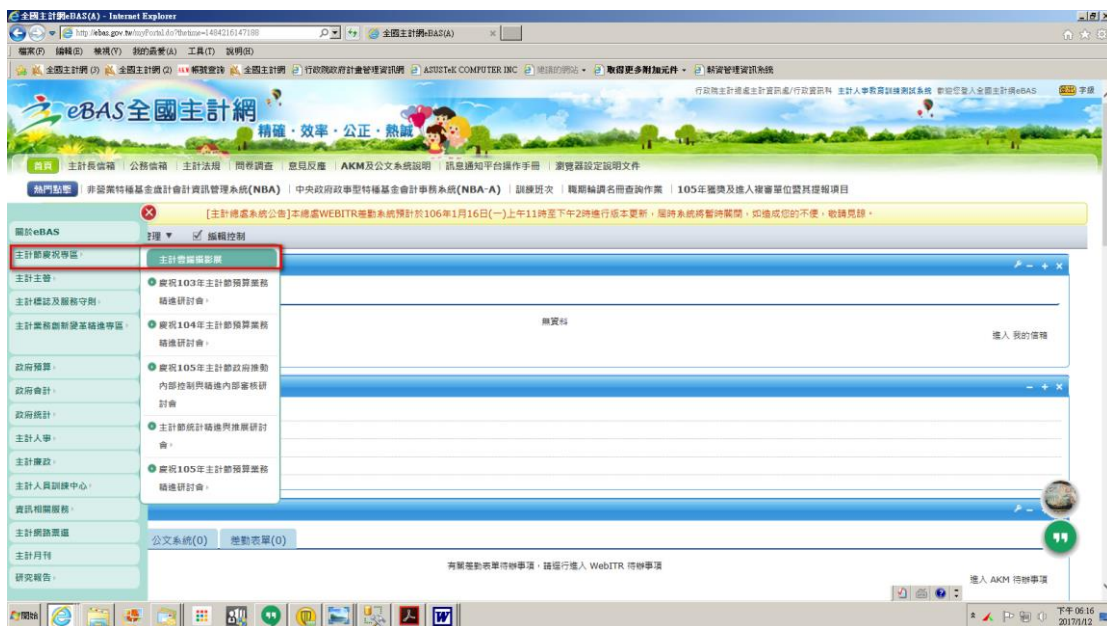 全國主計網eBAS(A) - Internet Explorer
全國主計網eBAS(A)
檔案(F) 編輯(E) 檢視(V) 我的最愛(A) 工具(T) 說明(H)
全國主計網 (2) 帳號查詢 全國主計網 行政院政府計畫管理資訊網 ASUSTeK COMPUTER INC 建議的網站 取得更多附加元件 薪資管理資訊系統
行政院主計總處主計資訊處/行政資訊科 主計人事教育訓練測試系統 歡迎您登入全國主計網eBAS 登出 字級
eBAS全國主計網
精確・效率・公正・熱誠
首頁 主計長信箱 公務信箱 主計法規 問卷調查 意見反應 AKM及公文系統說明 訊息通知平台操作手冊 瀏覽器設定說明文件
熱門點閱 非營業特種基金歲計會計資訊管理系統(NBA) 中央政府政事型特種基金會計事務系統(NBA-A) 訓練班次 職期輪調名冊查詢作業 105年獲獎及進入複審單位暨其提報項目
[主計總處系統公告]本總處WEBITR差勤系統預計於106年1月16日(一)上午11時至下午2時進行版本更新，屆時系統將暫時關閉，如造成您的不便，敬請見諒。
關於eBAS
管理 ▼ 編輯控制
主計節慶祝專區
主計雲端攝影展
主計主答
慶祝103年主計節預算業務
主計標誌及服務守則
精進研討會
主計業務創新變革精進專區
慶祝104年主計節預算業務
無資料
精進研討會
進入 我的信箱
政府預算
慶祝105年主計節政府推動
政府會計
內部控制與精進內部審核研
討會
政府統計
主計節統計精進與推展研討
主計人事
會
主計廉政
慶祝105年主計節預算業務
主計人員訓練中心
精進研討會
資訊相關服務
主計網路票選
公文系統(0) 差勤表單(0)
主計月刊
有關差勤表單待辦事項，請逕行進入 WebITR 待辦事項
研究報告
進入 AKM 待辦事項
開始
下午 06:16
2017/1/12